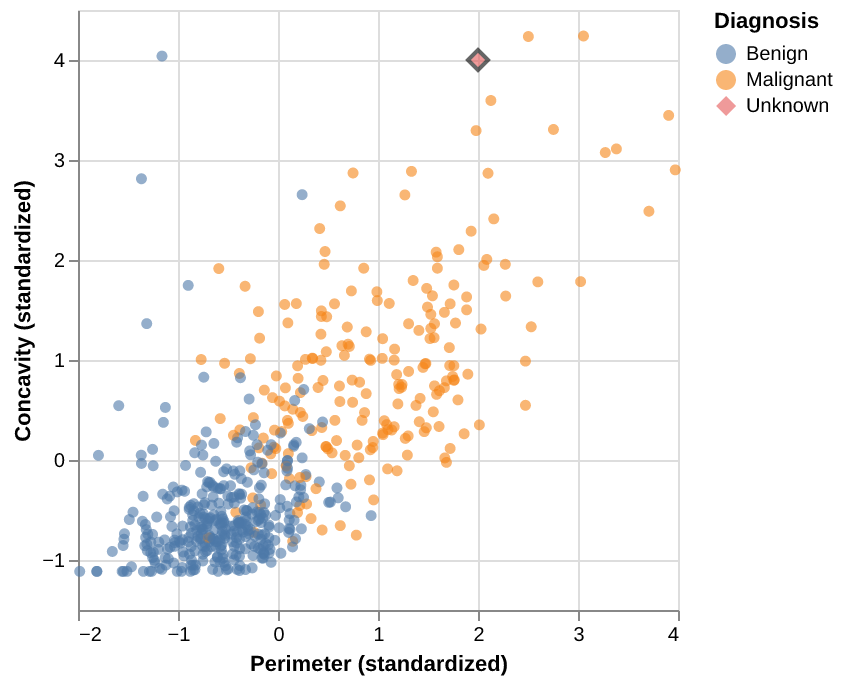 Diagnosis
Benign
Malignant
Unknown
Concavity (standardized)
4
3
2
1
0
−1
−2 −1 0 1 2 3 4
Perimeter (standardized)